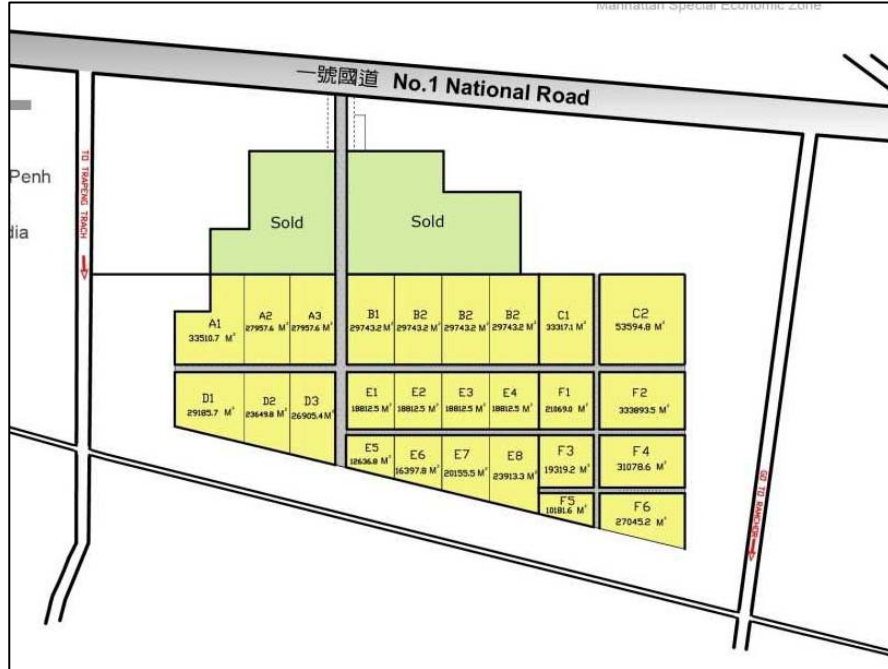 Manhattan Special Economic Zone
一號國道 No.1 National Road
Penh
dia
TO TRAPENG TRACH
Sold
Sold
A1
33510.7 M²
A2
27957.6 M²
A3
27957.6 M²
B1
29743.2 M²
B2
29743.2 M²
B2
29743.2 M²
B2
29743.2 M²
C1
33317.1 M²
C2
53594.8 M²
D1
29185.7 M²
D2
23649.8 M²
D3
26905.4 M²
E1
18812.5 M²
E2
18812.5 M²
E3
18812.5 M²
E4
18812.5 M²
F1
21069.0 M²
F2
333893.5 M²
E5
12636.8 M²
E6
16397.8 M²
E7
20155.5 M²
E8
23913.3 M²
F3
19319.2 M²
F4
31078.6 M²
F5
10181.6 M²
F6
27045.2 M²
GO TO